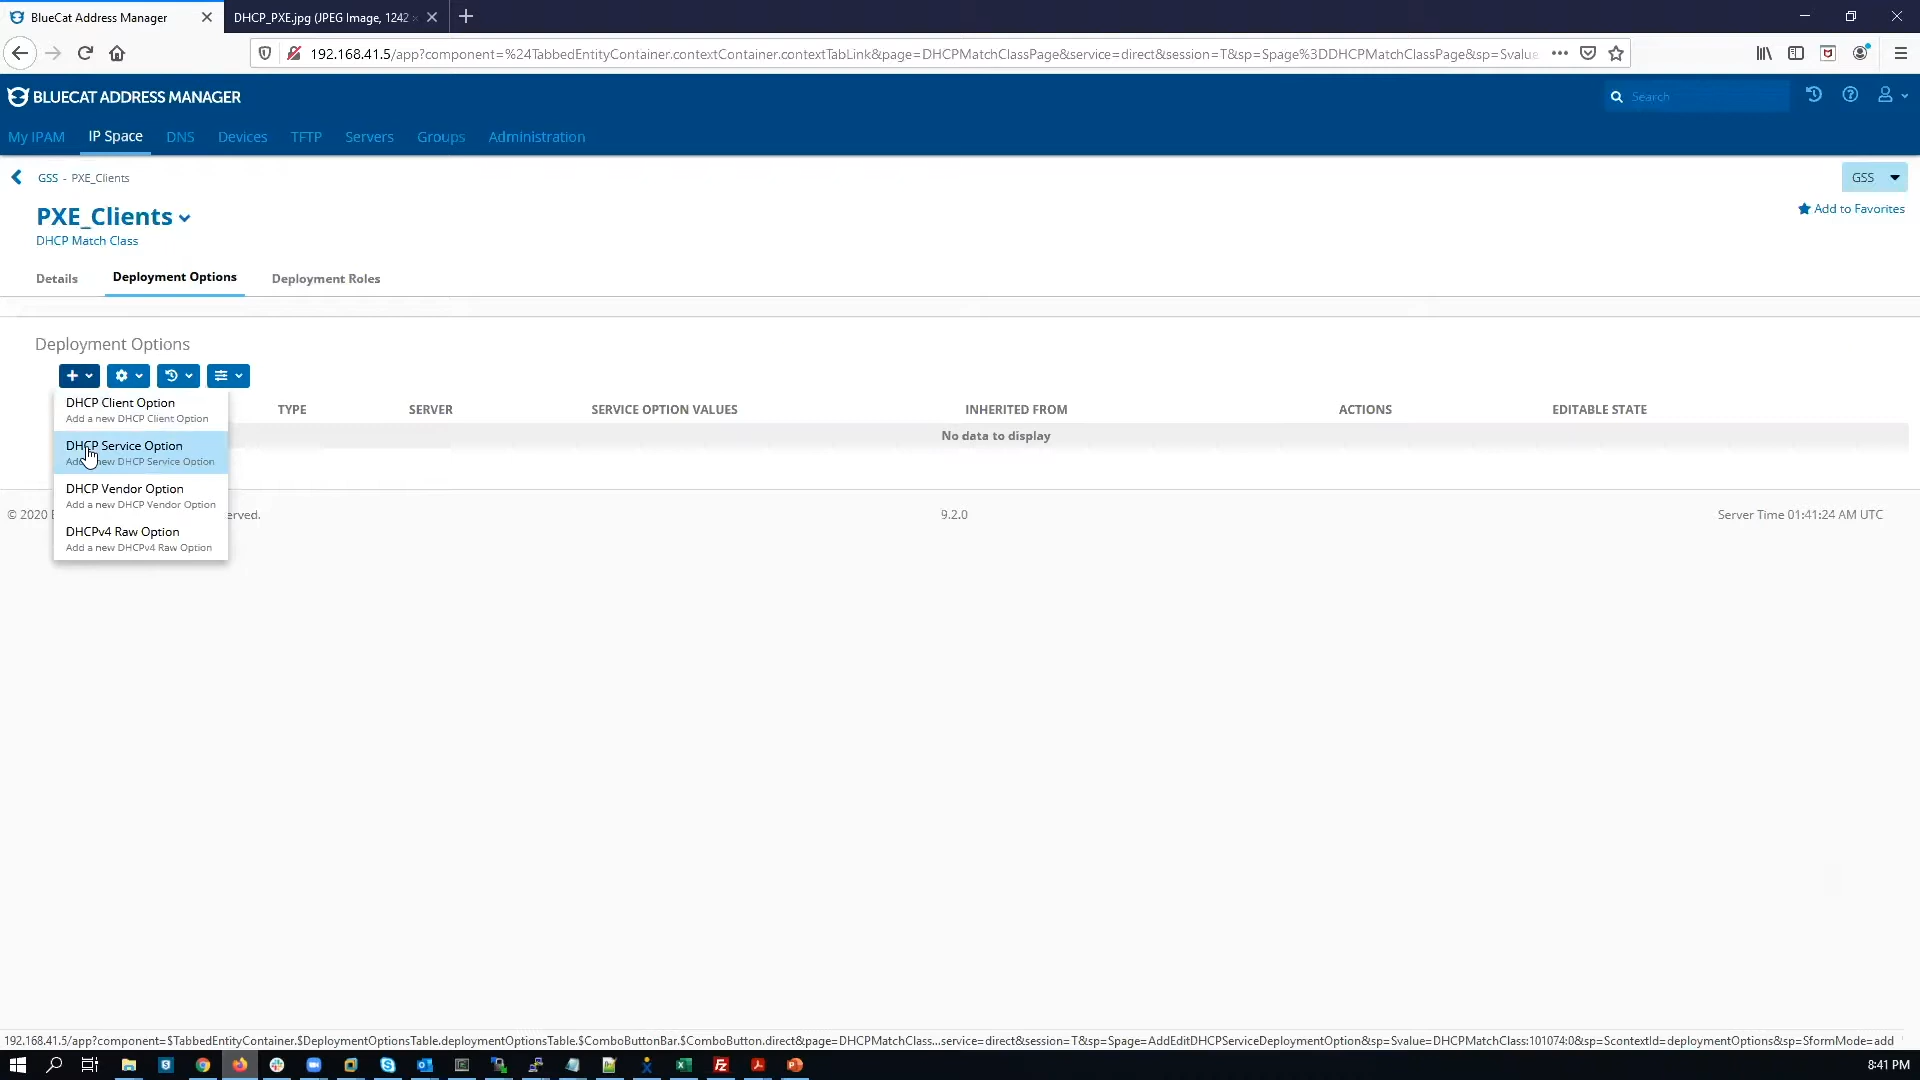 BlueCat Address Manager
DHCP_PXE.jpg (JPEG Image, 1242
192.168.41.5/app?component=%24TabbedEntityContainer.contextContainer.contextTabLink&page=DHCPMatchClassPage&service=direct&session=T&sp=Spage%3DDHCPMatchClassPage&sp=Svalue
BLUECAT ADDRESS MANAGER
Search
My IPAM
IP Space
DNS
Devices
TFTP
Servers
Groups
Administration
GSS - PXE_Clients
GSS
PXE_Clients
Add to Favorites
DHCP Match Class
Details
Deployment Options
Deployment Roles
Deployment Options
DHCP Client Option
Add a new DHCP Client Option
DHCP Service Option
Add new DHCP Service Option
DHCP Vendor Option
Add a new DHCP Vendor Option
DHCPv4 Raw Option
Add a new DHCPv4 Raw Option
TYPE
SERVER
SERVICE OPTION VALUES
INHERITED FROM
ACTIONS
EDITABLE STATE
No data to display
© 2020
erved.
9.2.0
Server Time 01:41:24 AM UTC
192.168.41.5/app?component=$TabbedEntityContainer.$DeploymentOptionsTable.deploymentOptionsTable.$ComboButtonBar.$ComboButton.direct&page=DHCPMatchClass...service=direct&session=T&sp=Spage=AddEditDHCPServiceDeploymentOption&sp=Svalue=DHCPMatchClass:101074:0&sp=ScontextId=deploymentOptions&sp=SformMode=add
8:41 PM